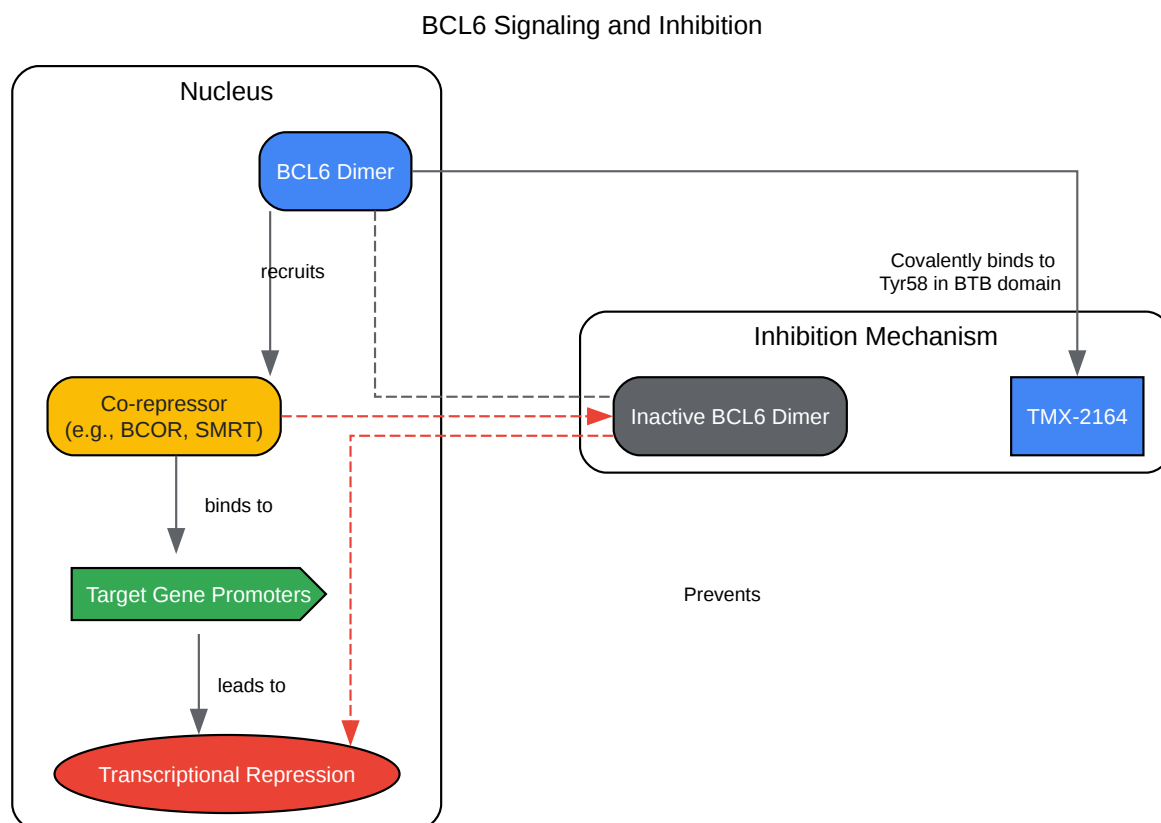 BCL6 Signaling and Inhibition
Nucleus
BCL6 Dimer
recruits
Covalently binds to
Tyr58 in BTB domain
Inhibition Mechanism
Co-repressor
(e.g., BCOR, SMRT)
Inactive BCL6 Dimer
TMX-2164
binds to
Target Gene Promoters
Prevents
leads to
Transcriptional Repression